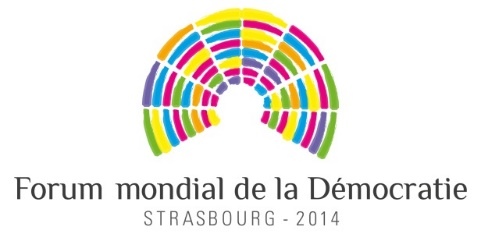 Forum mondial de la Démocratie
STRASBOURG - 2014